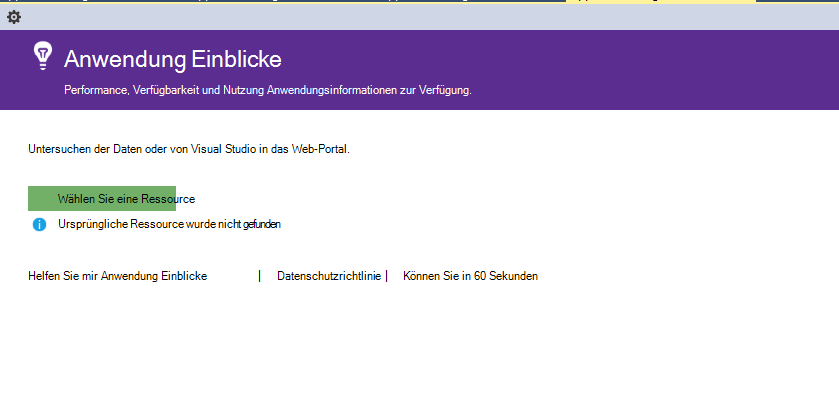 Anwendung Einblicke
Performance, Verfügbarkeit und Nutzung Anwendungsinformationen zur Verfügung.
Untersuchen der Daten oder von Visual Studio in das Web-Portal.
Wählen Sie eine Ressource
Ursprüngliche Ressource wurde nicht gefunden
Helfen Sie mir Anwendung Einblicke | Datenschutzrichtlinie | Können Sie in 60 Sekunden